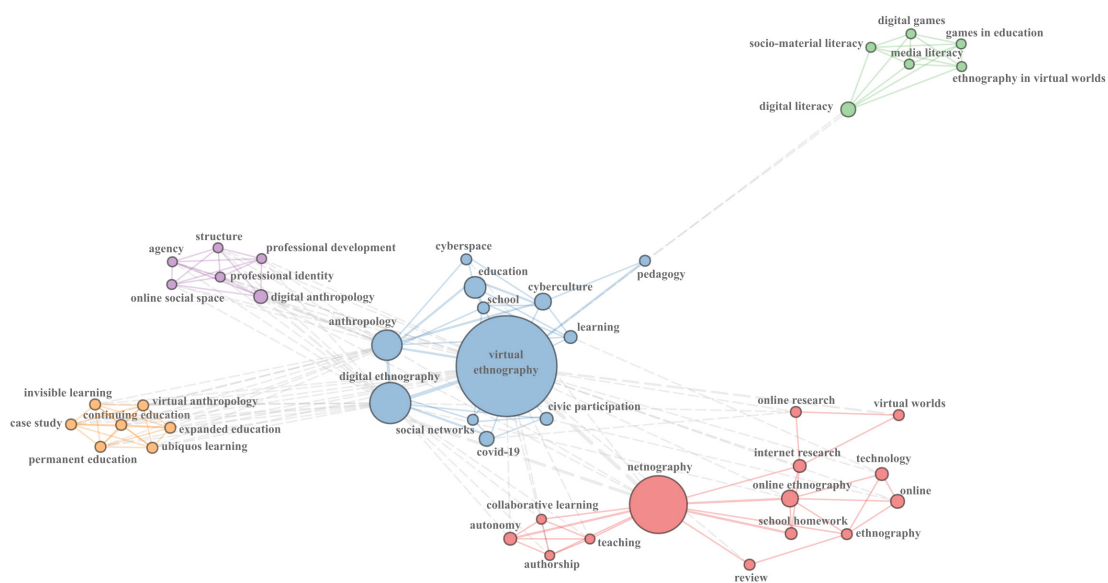 digital games
games in education
socio-material literacy
media literacy
ethnography in virtual worlds
digital literacy
structure
agency
professional development
cyberspace
professional identity
education
pedagogy
online social space
digital anthropology
cyberculture
school
anthropology
learning
virtual
ethnography
digital ethnography
invisible learning
virtual anthropology
continuing education
case study
expanded education
permanent education
ubiquos learning
civic participation
social networks
covid-19
online research
virtual worlds
internet research
technology
netnography
online ethnography
online
collaborative learning
autonomy
school homework
ethnography
teaching
authorship
review